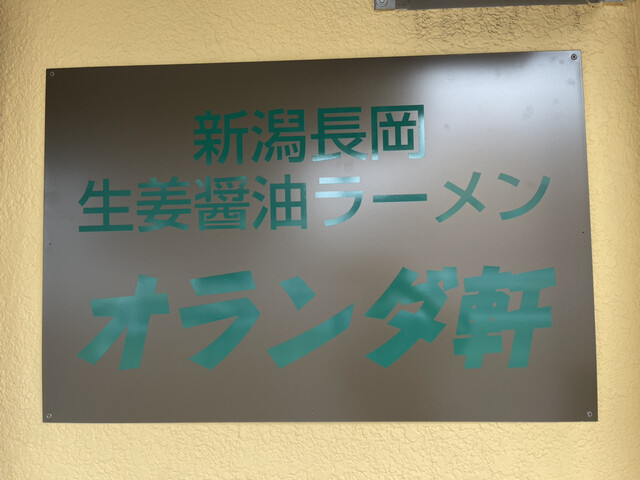 新潟長岡
生姜醤油ラーメン
オランダ軒